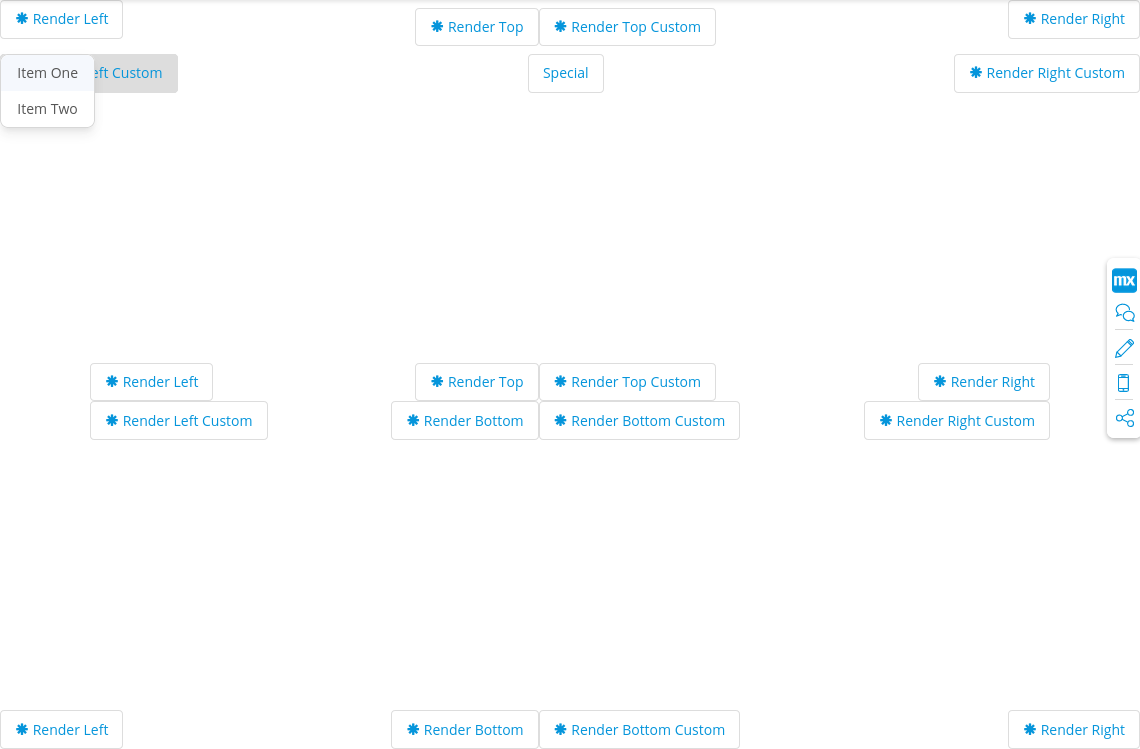 Render Left
Render Top
Render Top Custom
Render Right
Item One
eft Custom
Special
Render Right Custom
Item Two
mx
Render Left
Render Top
Render Top Custom
Render Right
Render Left Custom
Render Bottom
Render Bottom Custom
Render Right Custom
Render Left
Render Bottom
Render Bottom Custom
Render Right